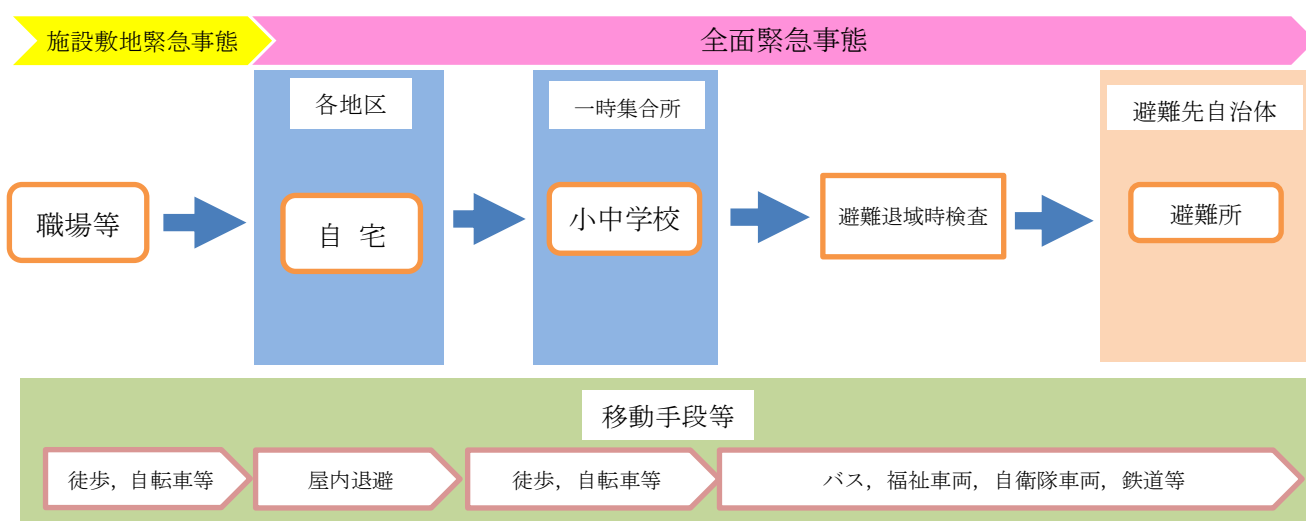 施設敷地緊急事態
全面緊急事態
各地区
一時集合所
避難先自治体
職場等
自 宅
小中学校
避難退域時検査
避難所
移動手段等
徒歩，自転車等
屋内退避
徒歩，自転車等
バス，福祉車両，自衛隊車両，鉄道等